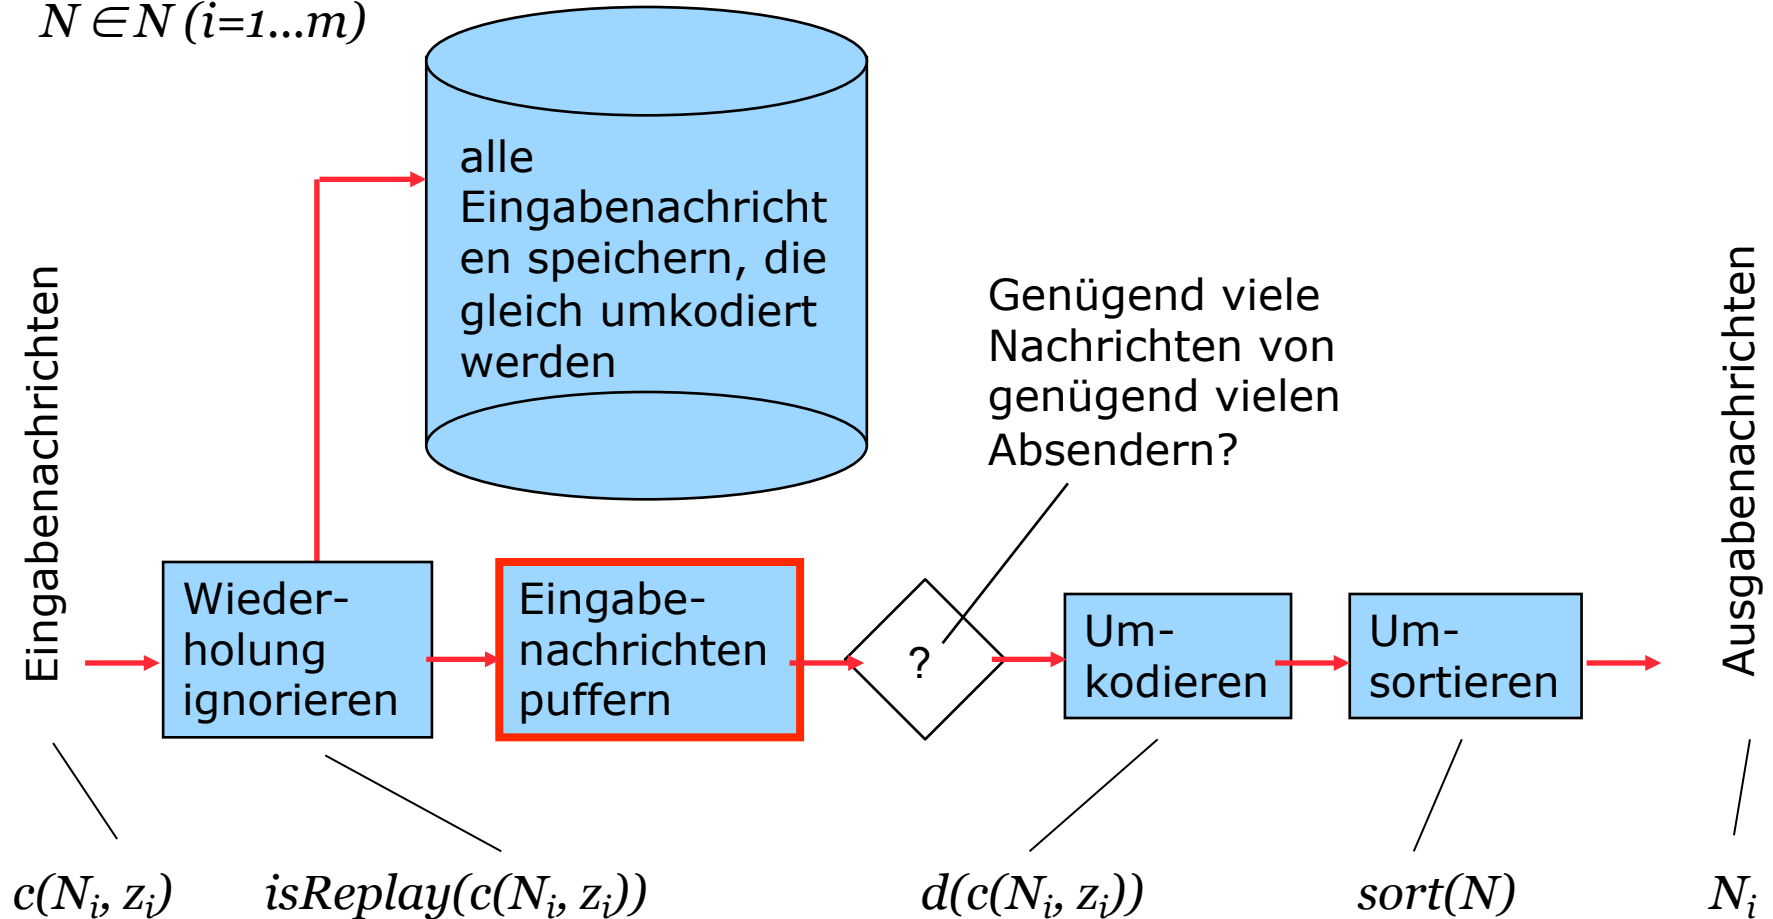 N ∈ N (i=1...m)
alle
Eingabenachricht
en speichern, die
gleich umkodiert
werden
Genügend viele
Nachrichten von
genügend vielen
Absendern?
Eingabenachrichten
Wieder-
holung
ignorieren
Eingabe-
nachrichten
puffern
?
Um-
kodieren
Um-
sortieren
Ausgabenachrichten
c(Nᵢ, zᵢ)
isReplay(c(Nᵢ, zᵢ))
d(c(Nᵢ, zᵢ))
sort(N)
Nᵢ